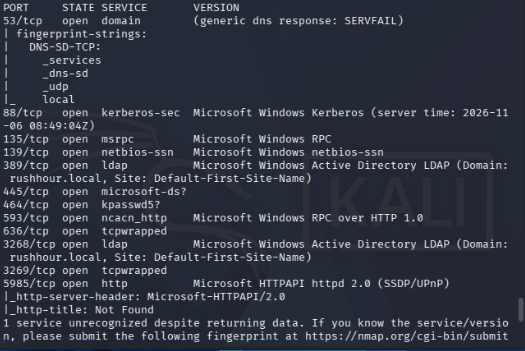 PORT     STATE SERVICE       VERSION
53/tcp   open  domain        (generic dns response: SERVFAIL)
| fingerprint-strings:
|   DNS-SD-TCP:
|     _services
|     _dns-sd
|     _udp
|_    local
88/tcp   open  kerberos-sec  Microsoft Windows Kerberos (server time: 2026-11
-06 08:49:04Z)
135/tcp  open  msrpc         Microsoft Windows RPC
139/tcp  open  netbios-ssn   Microsoft Windows netbios-ssn
389/tcp  open  ldap          Microsoft Windows Active Directory LDAP (Domain:
 rushhour.local, Site: Default-First-Site-Name)
445/tcp  open  microsoft-ds?
464/tcp  open  kpasswd5?
593/tcp  open  ncacn_http    Microsoft Windows RPC over HTTP 1.0
636/tcp  open  tcpwrapped
3268/tcp open  ldap          Microsoft Windows Active Directory LDAP (Domain:
 rushhour.local, Site: Default-First-Site-Name)
3269/tcp open  tcpwrapped
5985/tcp open  http          Microsoft HTTPAPI httpd 2.0 (SSDP/UPnP)
|_http-server-header: Microsoft-HTTPAPI/2.0
|_http-title: Not Found
1 service unrecognized despite returning data. If you know the service/versio
n, please submit the following fingerprint at https://nmap.org/cgi-bin/submit
KALI